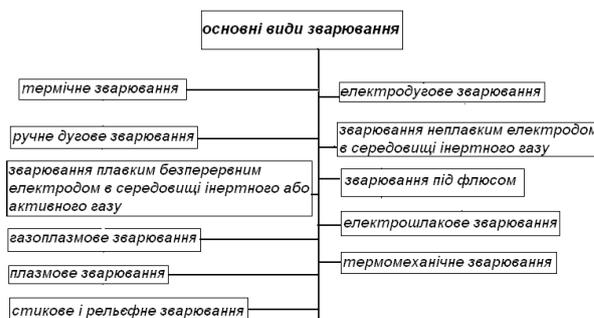 основні види зварювання
термічне зварювання
електродугове зварювання
ручне дугове зварювання
зварювання неплавким електродом
в середовищі інертного газу
зварювання плавким безперервним
електродом в середовищі інертного або
активного газу
зварювання під флюсом
газоплазмове зварювання
електрошлакове зварювання
плазмове зварювання
термомеханічне зварювання
стикове і рельєфне зварювання